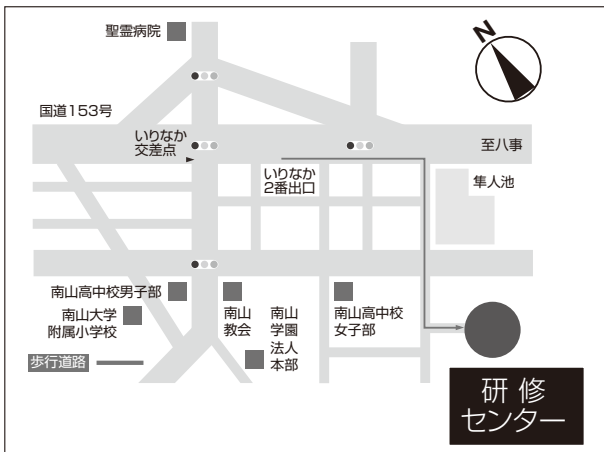 聖霊病院
N
国道153号
いりなか
交差点
至八事
いりなか
2番出口
隼人池
南山高中校男子部
南山大学
附属小学校
南山
教会
南山
学園
法人
本部
南山高中校
女子部
歩行道路
研修
センター